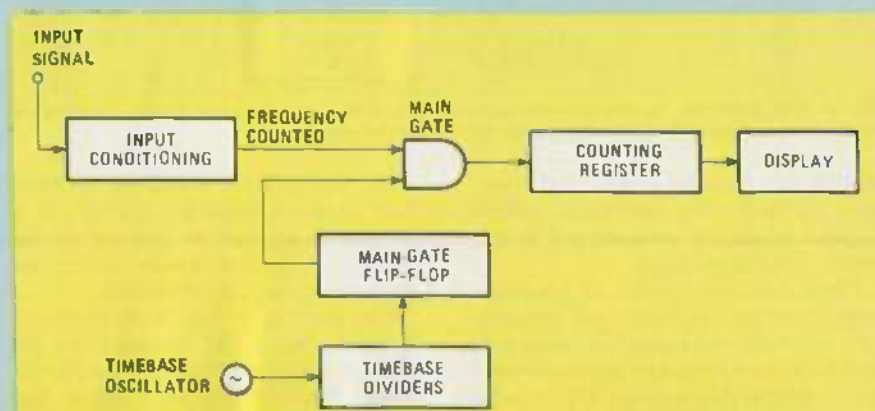 INPUT
SIGNAL
INPUT
CONDITIONING
FREQUENCY
COUNTED
MAIN
GATE
COUNTING
REGISTER
DISPLAY
MAIN GATE
FLIP-FLOP
TIMEBASE
OSCILLATOR
TIMEBASE
DIVIDERS